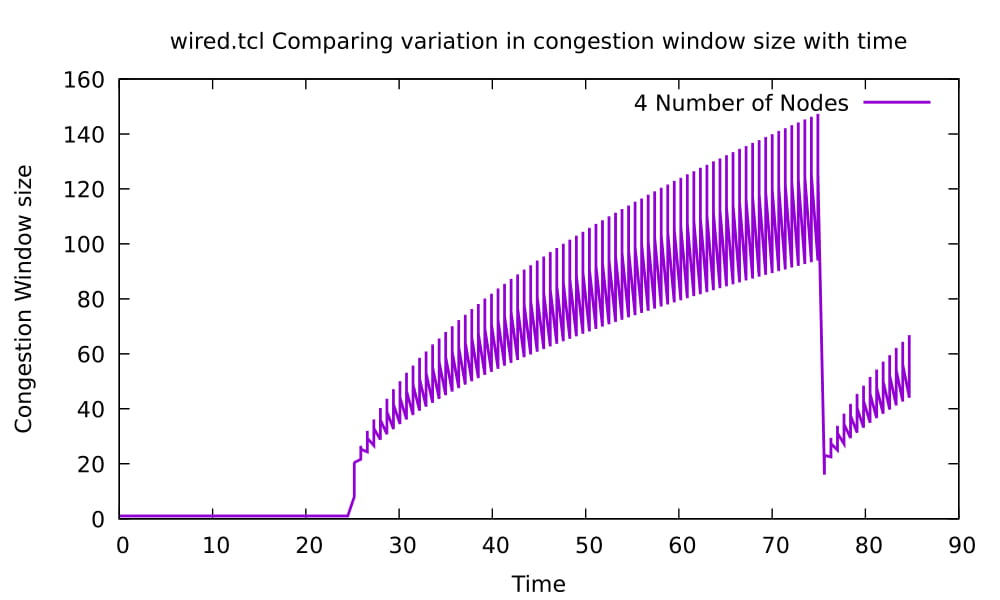 wired.tcl Comparing variation in congestion window size with time
4 Number of Nodes
160
140
120
100
80
60
40
20
0
Congestion Window size
0 10 20 30 40 50 60 70 80 90
Time